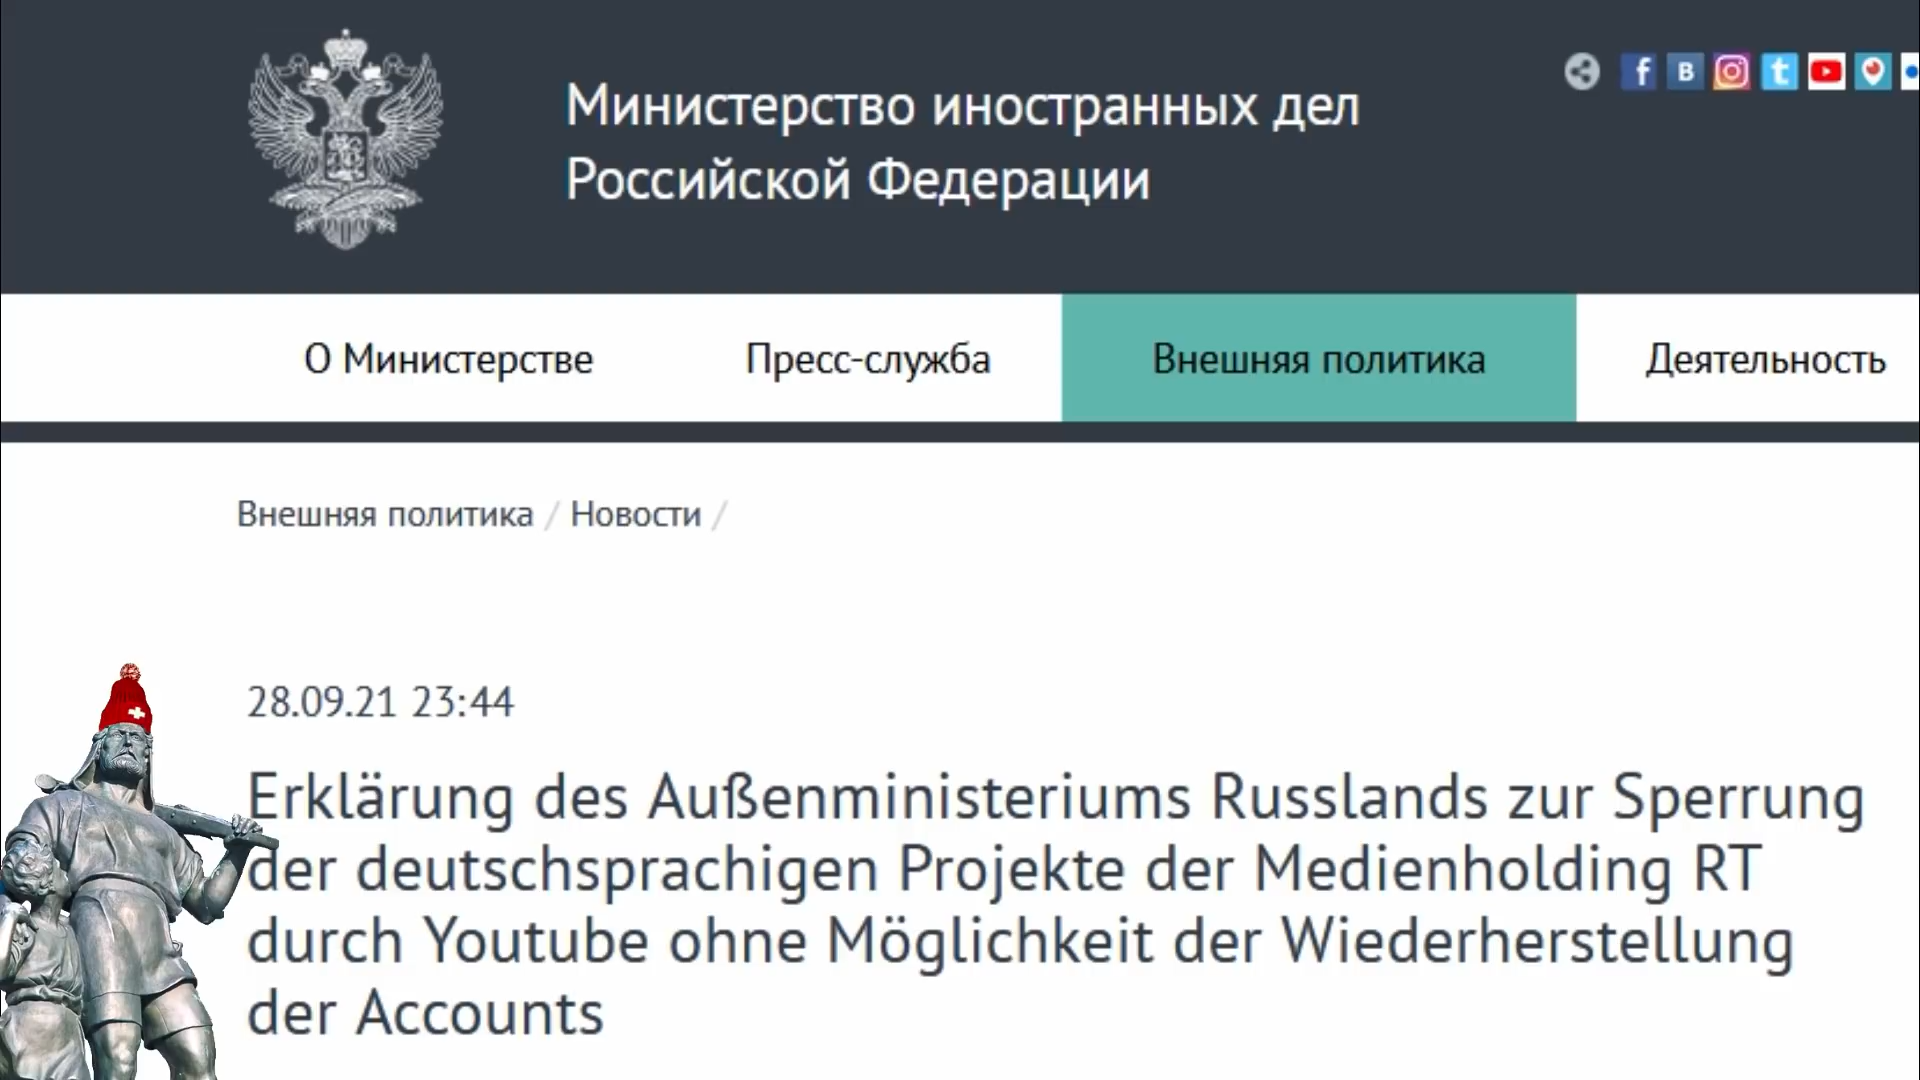 Министерство иностранных дел
Российской Федерации
О Министерстве
Пресс-служба
Внешняя политика
Деятельность
Внешняя политика / Новости /
28.09.21 23:44
Erklärung des Außenministeriums Russlands zur Sperrung
der deutschsprachigen Projekte der Medienholding RT
durch Youtube ohne Möglichkeit der Wiederherstellung
der Accounts